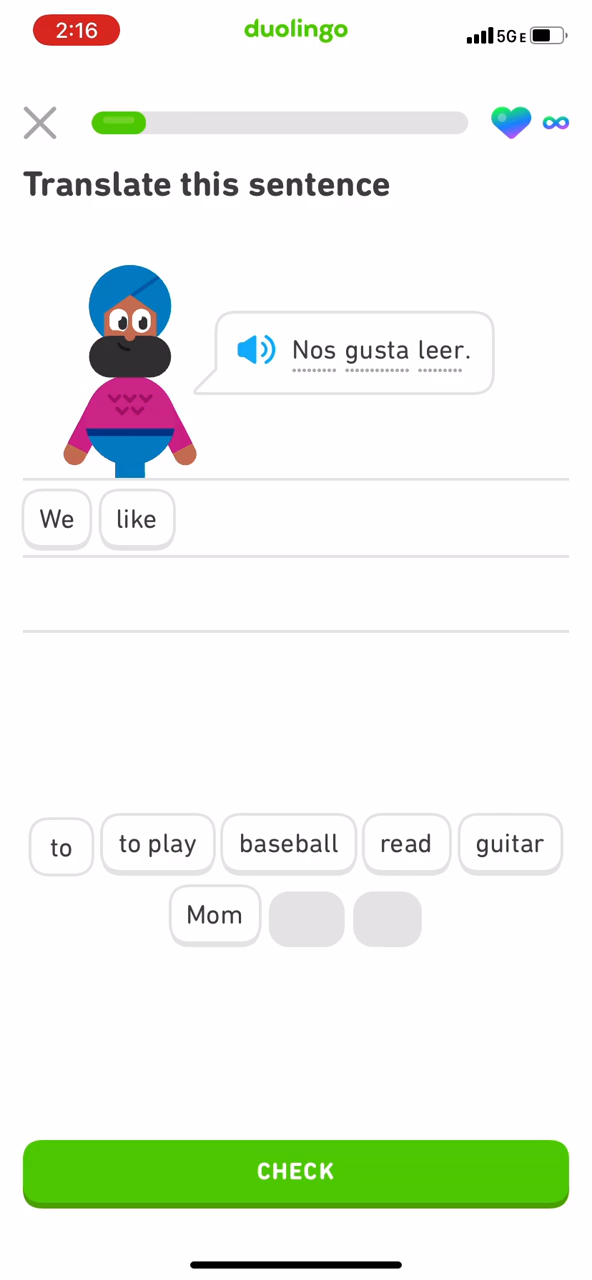 2:16
duolingo
5GE
Translate this sentence
Nos gusta leer.
We like
to to play baseball read guitar
Mom
CHECK